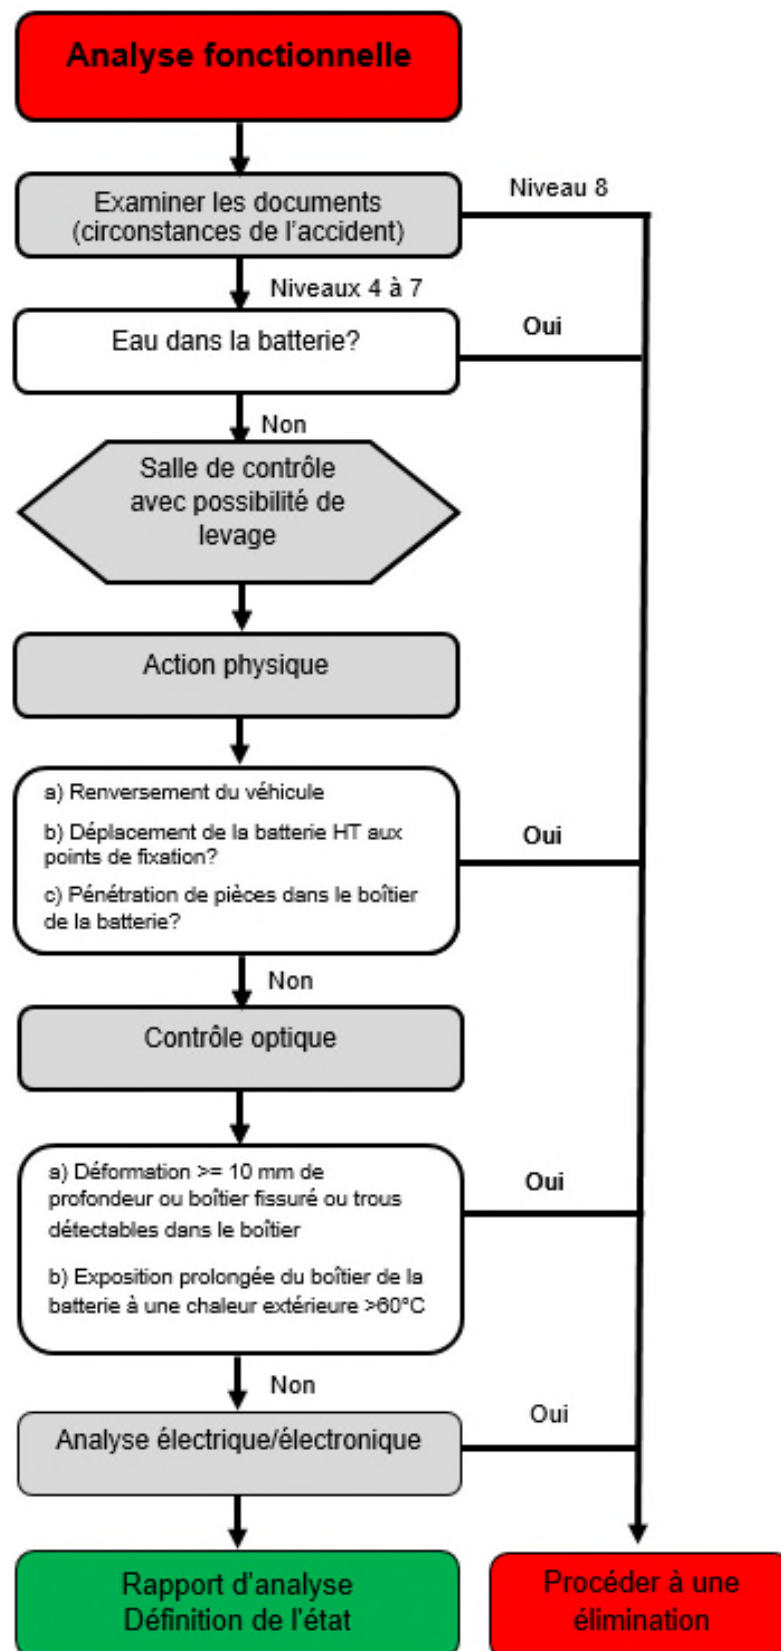 Analyse fonctionnelle
Examiner les documents
(circonstances de l'accident)
Niveau 8
Niveaux 4 à 7
Eau dans la batterie?
Oui
Non
Salle de contrôle
avec possibilité de
levage
Action physique
a) Renversement du véhicule
b) Déplacement de la batterie HT aux
points de fixation?
c) Pénétration de pièces dans le boîtier
de la batterie?
Oui
Non
Contrôle optique
a) Déformation >= 10 mm de
profondeur ou boîtier fissuré ou trous
détectables dans le boîtier
b) Exposition prolongée du boîtier de la
batterie à une chaleur extérieure >60°C
Oui
Non
Analyse électrique/électronique
Oui
Rapport d'analyse
Définition de l'état
Procéder à une
élimination